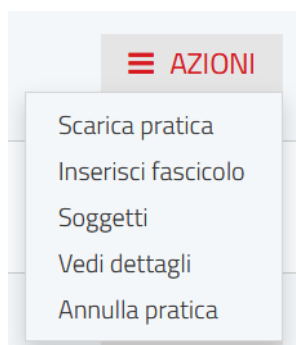 AZIONI
Scarica pratica
Inserisci fascicolo
Soggetti
Vedi dettagli
Annulla pratica